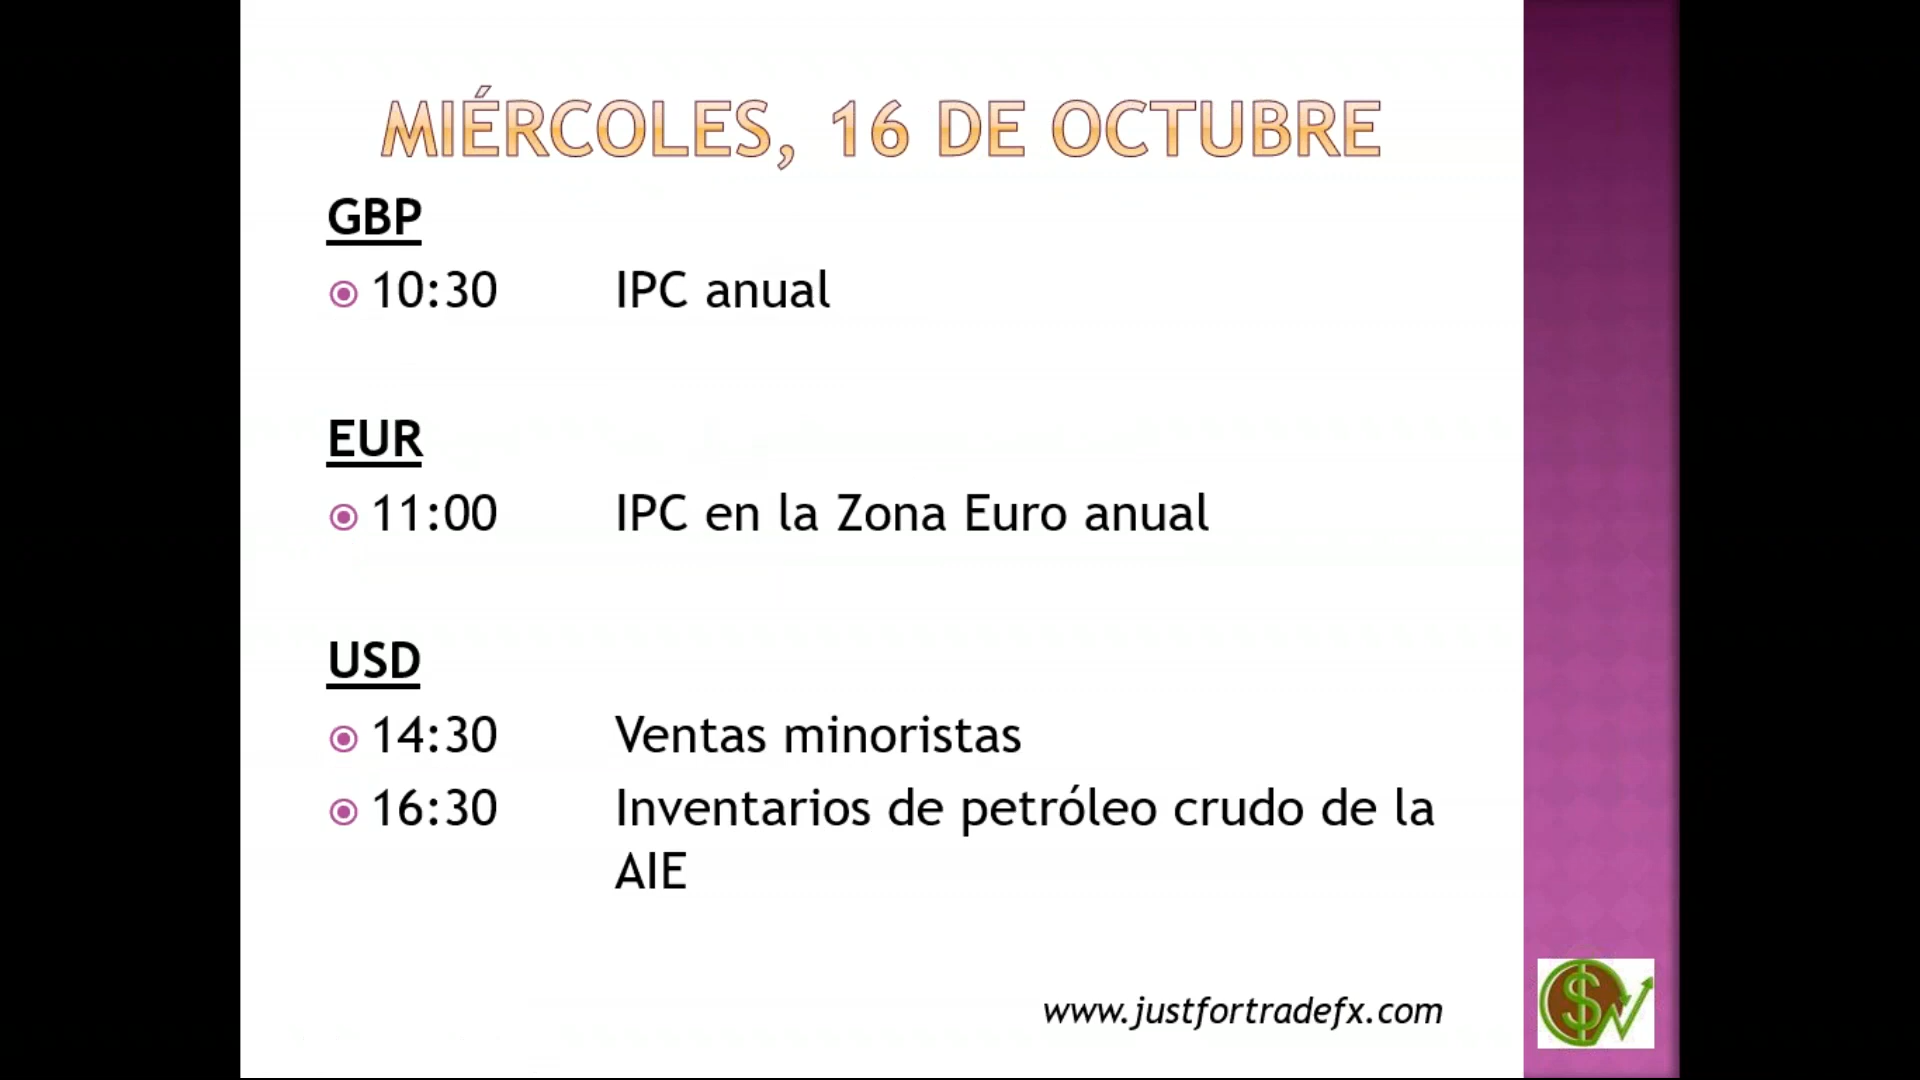 MIÉRCOLES, 16 DE OCTUBRE
GBP
10:30 IPC anual
EUR
11:00 IPC en la Zona Euro anual
USD
14:30 Ventas minoristas
16:30 Inventarios de petróleo crudo de la
AIE
www.justfortradefx.com